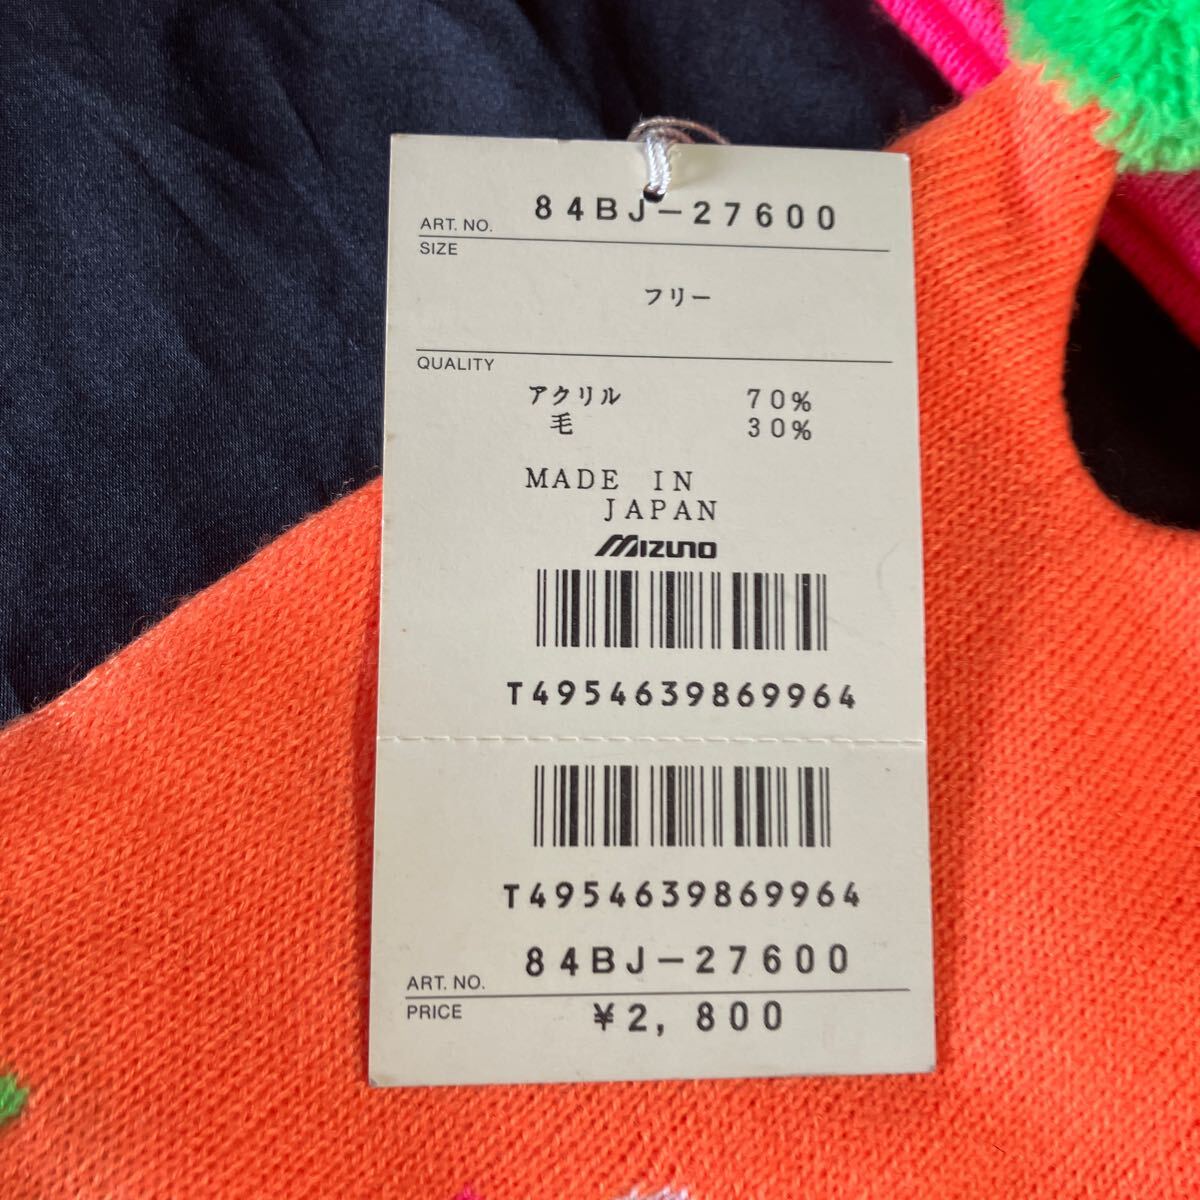 ART. NO. 84BJ-27600
SIZE
フリー
QUALITY
アクリル 70%
毛 30%
MADE IN
JAPAN
MIZUNO
T4954639869964
T4954639869964
ART. NO. 84BJ-27600
PRICE ¥2,800